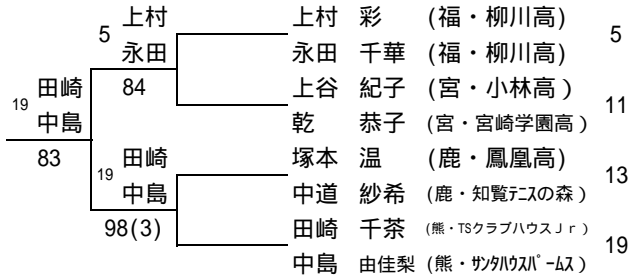 上村 彩 (福・柳川高)
永田 千華 (福・柳川高)
5
上谷 紀子 (宮・小林高)
乾 恭子 (宮・宮崎学園高)
11
塚本 温 (鹿・鳳凰高)
中道 紗希 (鹿・知覧テニスの森)
13
田崎 千茶 (熊・TSクラブハウスJr)
中島 由佳梨 (熊・サンタハウスパームス)
19
5 上村
永田
84
19 田崎
中島
98(3)
19 田崎
中島
83